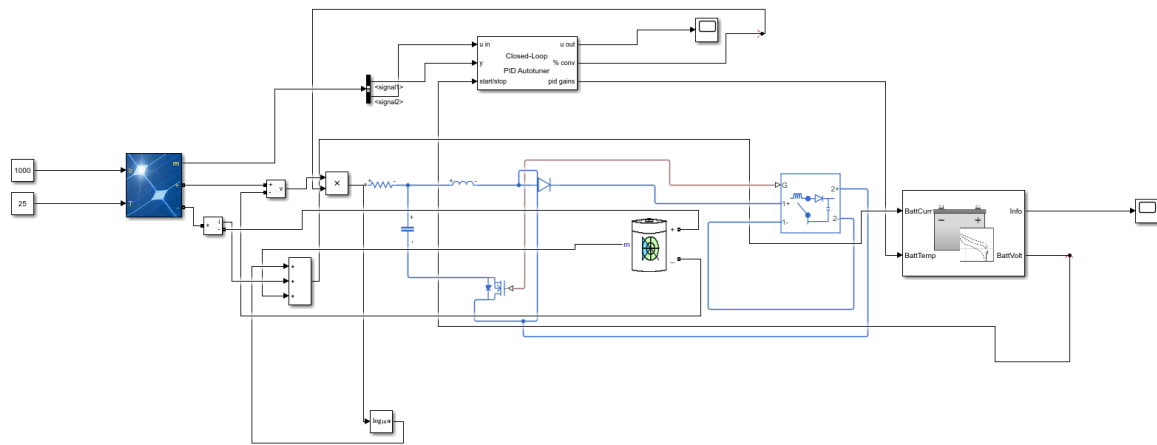 u in
u out
Closed-Loop
y
% conv
PID Autotuner
start/stop
pid gains
<signal1>
<signal2>
1000
25
Ir
T
m
+
-
+
-
v
×
i
+
-
+
-
+
-
+
+
+
+
m
+
_
G
1+
1-
2+
2-
BattCurr
BattTemp
Info
BattVolt
- +
log10